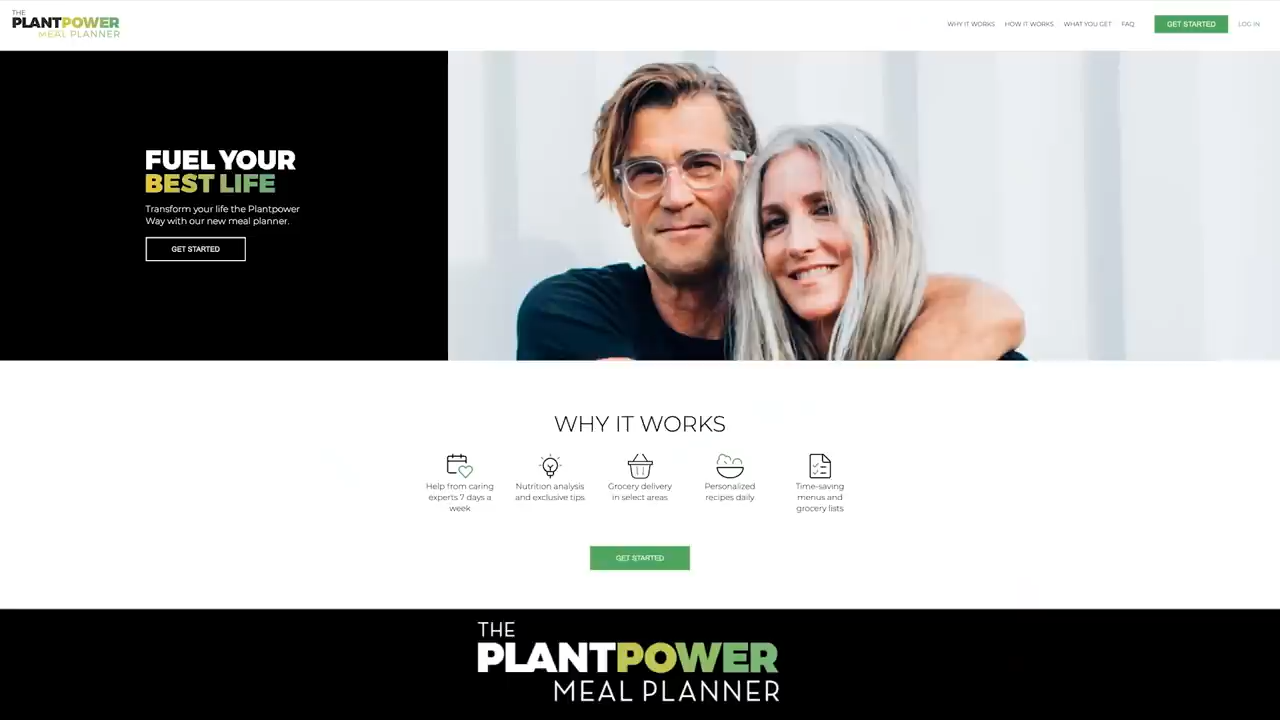 THE
PLANTPOWER
MEAL PLANNER
WHY IT WORKS HOW IT WORKS WHAT YOU GET FAQ GET STARTED LOG IN
FUEL YOUR
BEST LIFE
Transform your life the Plantpower
Way with our new meal planner.
GET STARTED
WHY IT WORKS
Help from caring
experts 7 days a
week
Nutrition analysis
and exclusive tips
Grocery delivery
in select areas
Personalized
recipes daily
Time-saving
menus and
grocery lists
GET STARTED
THE
PLANTPOWER
MEAL PLANNER